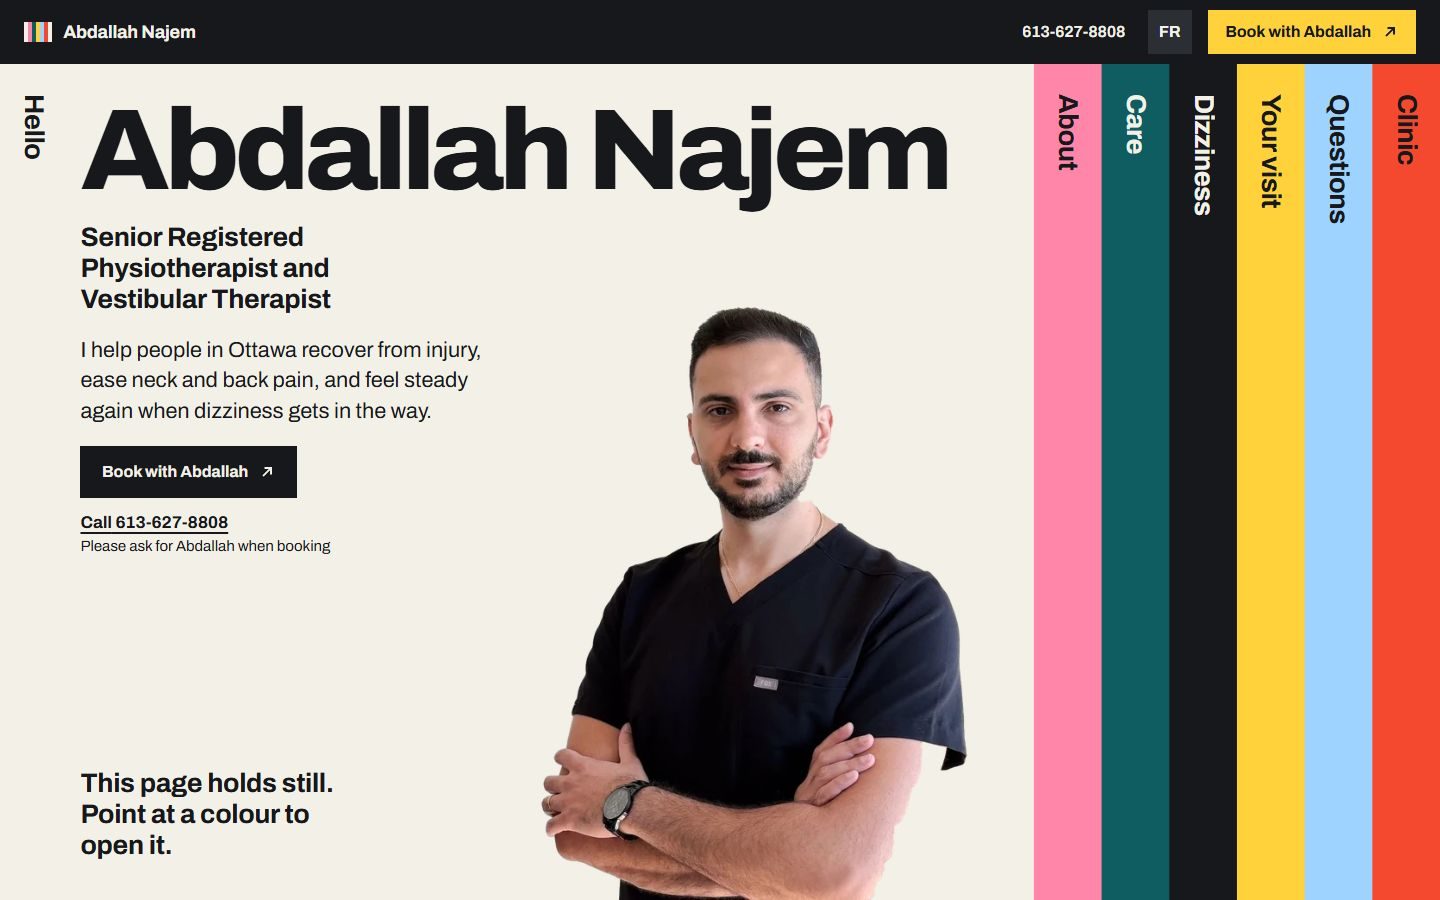 Abdallah Najem
613-627-8808
FR
Book with Abdallah
Hello
Abdallah Najem
Senior Registered
Physiotherapist and
Vestibular Therapist
I help people in Ottawa recover from injury,
ease neck and back pain, and feel steady
again when dizziness gets in the way.
Book with Abdallah
Call 613-627-8808
Please ask for Abdallah when booking
This page holds still.
Point at a colour to
open it.
About
Care
Dizziness
Your visit
Questions
Clinic